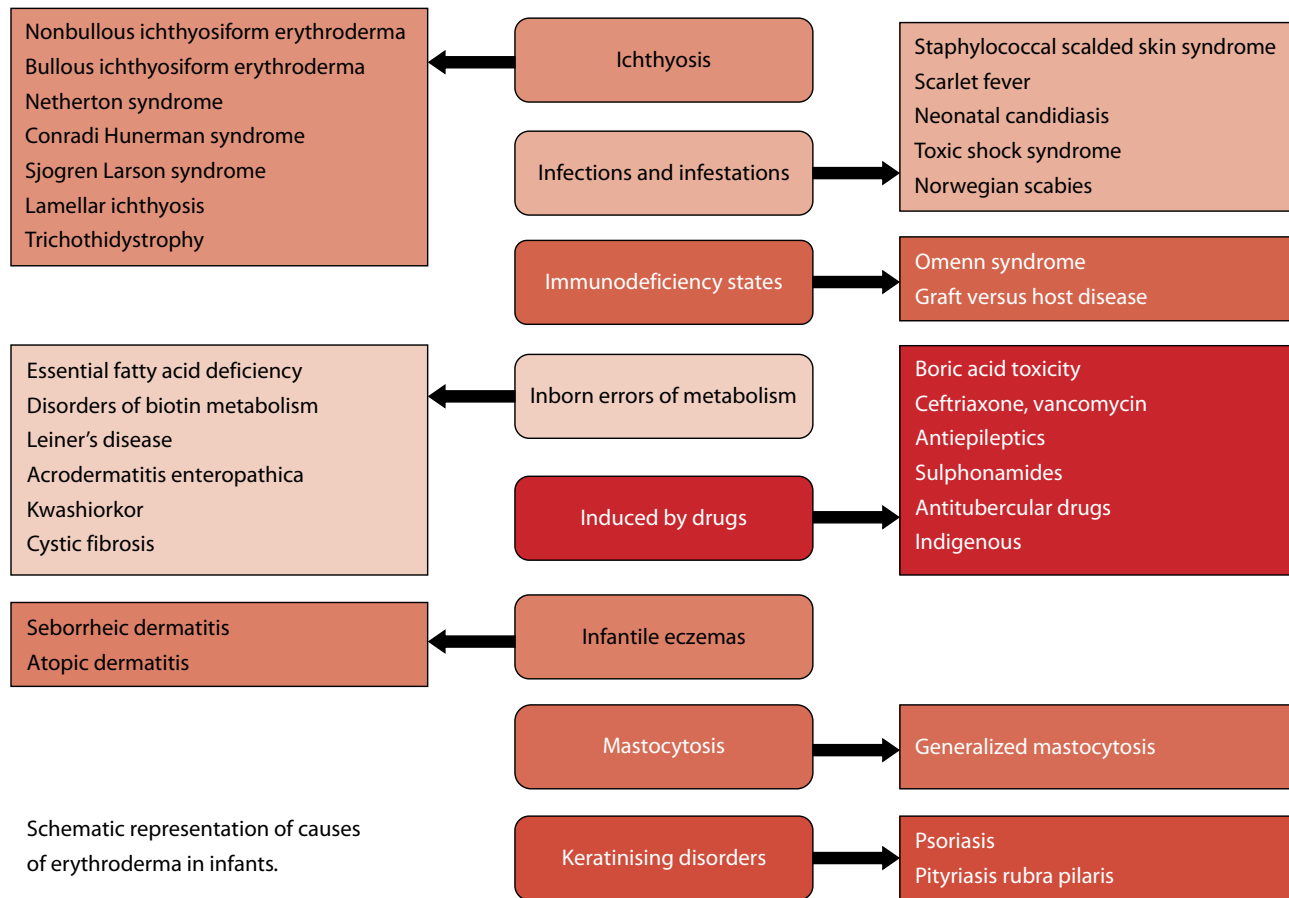 Ichthyosis
Nonbullous ichthyosiform erythroderma
Bullous ichthyosiform erythroderma
Netherton syndrome
Conradi Hunerman syndrome
Sjogren Larson syndrome
Lamellar ichthyosis
Trichothidystrophy
Infections and infestations
Staphylococcal scalded skin syndrome
Scarlet fever
Neonatal candidiasis
Toxic shock syndrome
Norwegian scabies
Immunodeficiency states
Omenn syndrome
Graft versus host disease
Inborn errors of metabolism
Essential fatty acid deficiency
Disorders of biotin metabolism
Leiner’s disease
Acrodermatitis enteropathica
Kwashiorkor
Cystic fibrosis
Induced by drugs
Boric acid toxicity
Ceftriaxone, vancomycin
Antiepileptics
Sulphonamides
Antitubercular drugs
Indigenous
Infantile eczemas
Seborrheic dermatitis
Atopic dermatitis
Mastocytosis
Generalized mastocytosis
Keratinising disorders
Psoriasis
Pityriasis rubra pilaris
Schematic representation of causes
of erythroderma in infants.